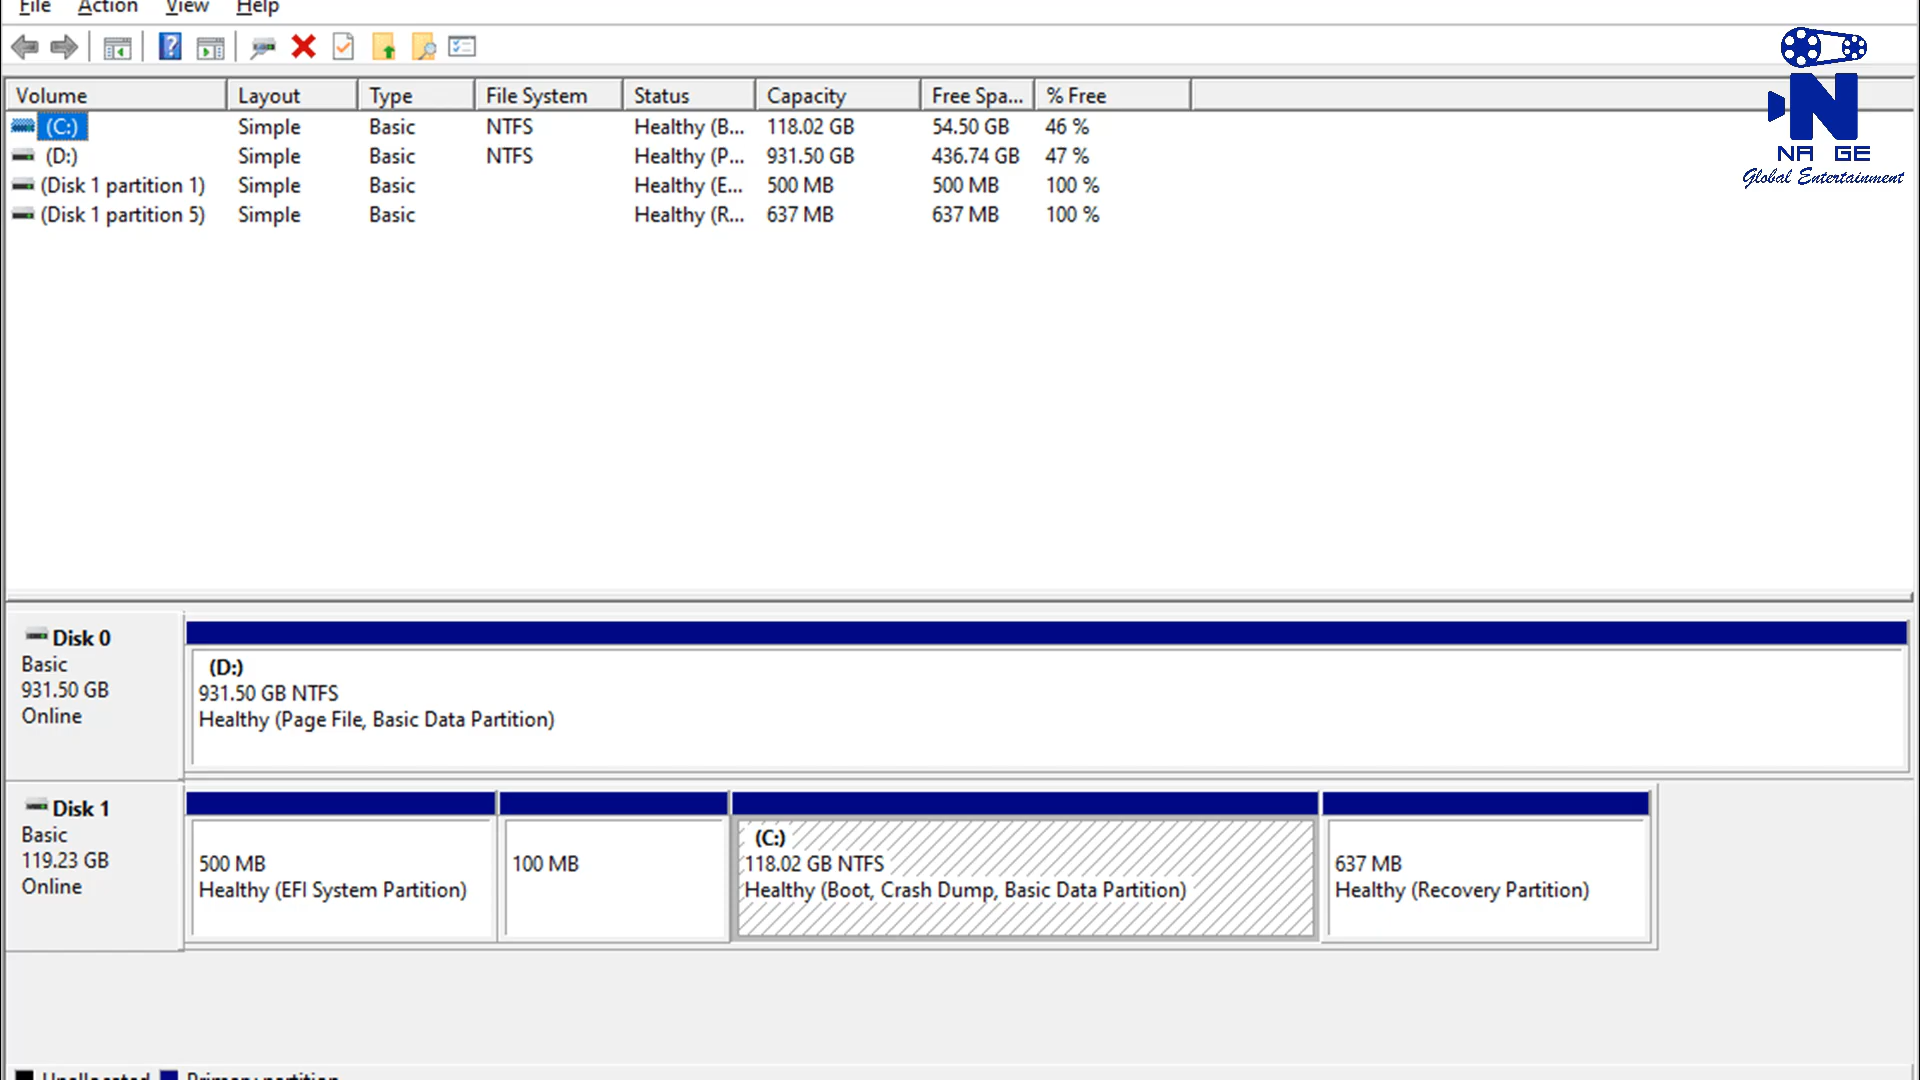 File Action View Help
Volume Layout Type File System Status Capacity Free Spa... % Free
(C:) Simple Basic NTFS Healthy (B... 118.02 GB 54.50 GB 46 %
(D:) Simple Basic NTFS Healthy (P... 931.50 GB 436.74 GB 47 %
(Disk 1 partition 1) Simple Basic Healthy (E... 500 MB 500 MB 100 %
(Disk 1 partition 5) Simple Basic Healthy (R... 637 MB 637 MB 100 %
N
NA GE
Global Entertainment
Disk 0
Basic
931.50 GB
Online
(D:)
931.50 GB NTFS
Healthy (Page File, Basic Data Partition)
Disk 1
Basic
119.23 GB
Online
500 MB
Healthy (EFI System Partition)
100 MB
(C:)
118.02 GB NTFS
Healthy (Boot, Crash Dump, Basic Data Partition)
637 MB
Healthy (Recovery Partition)
Unallocated Primary partition